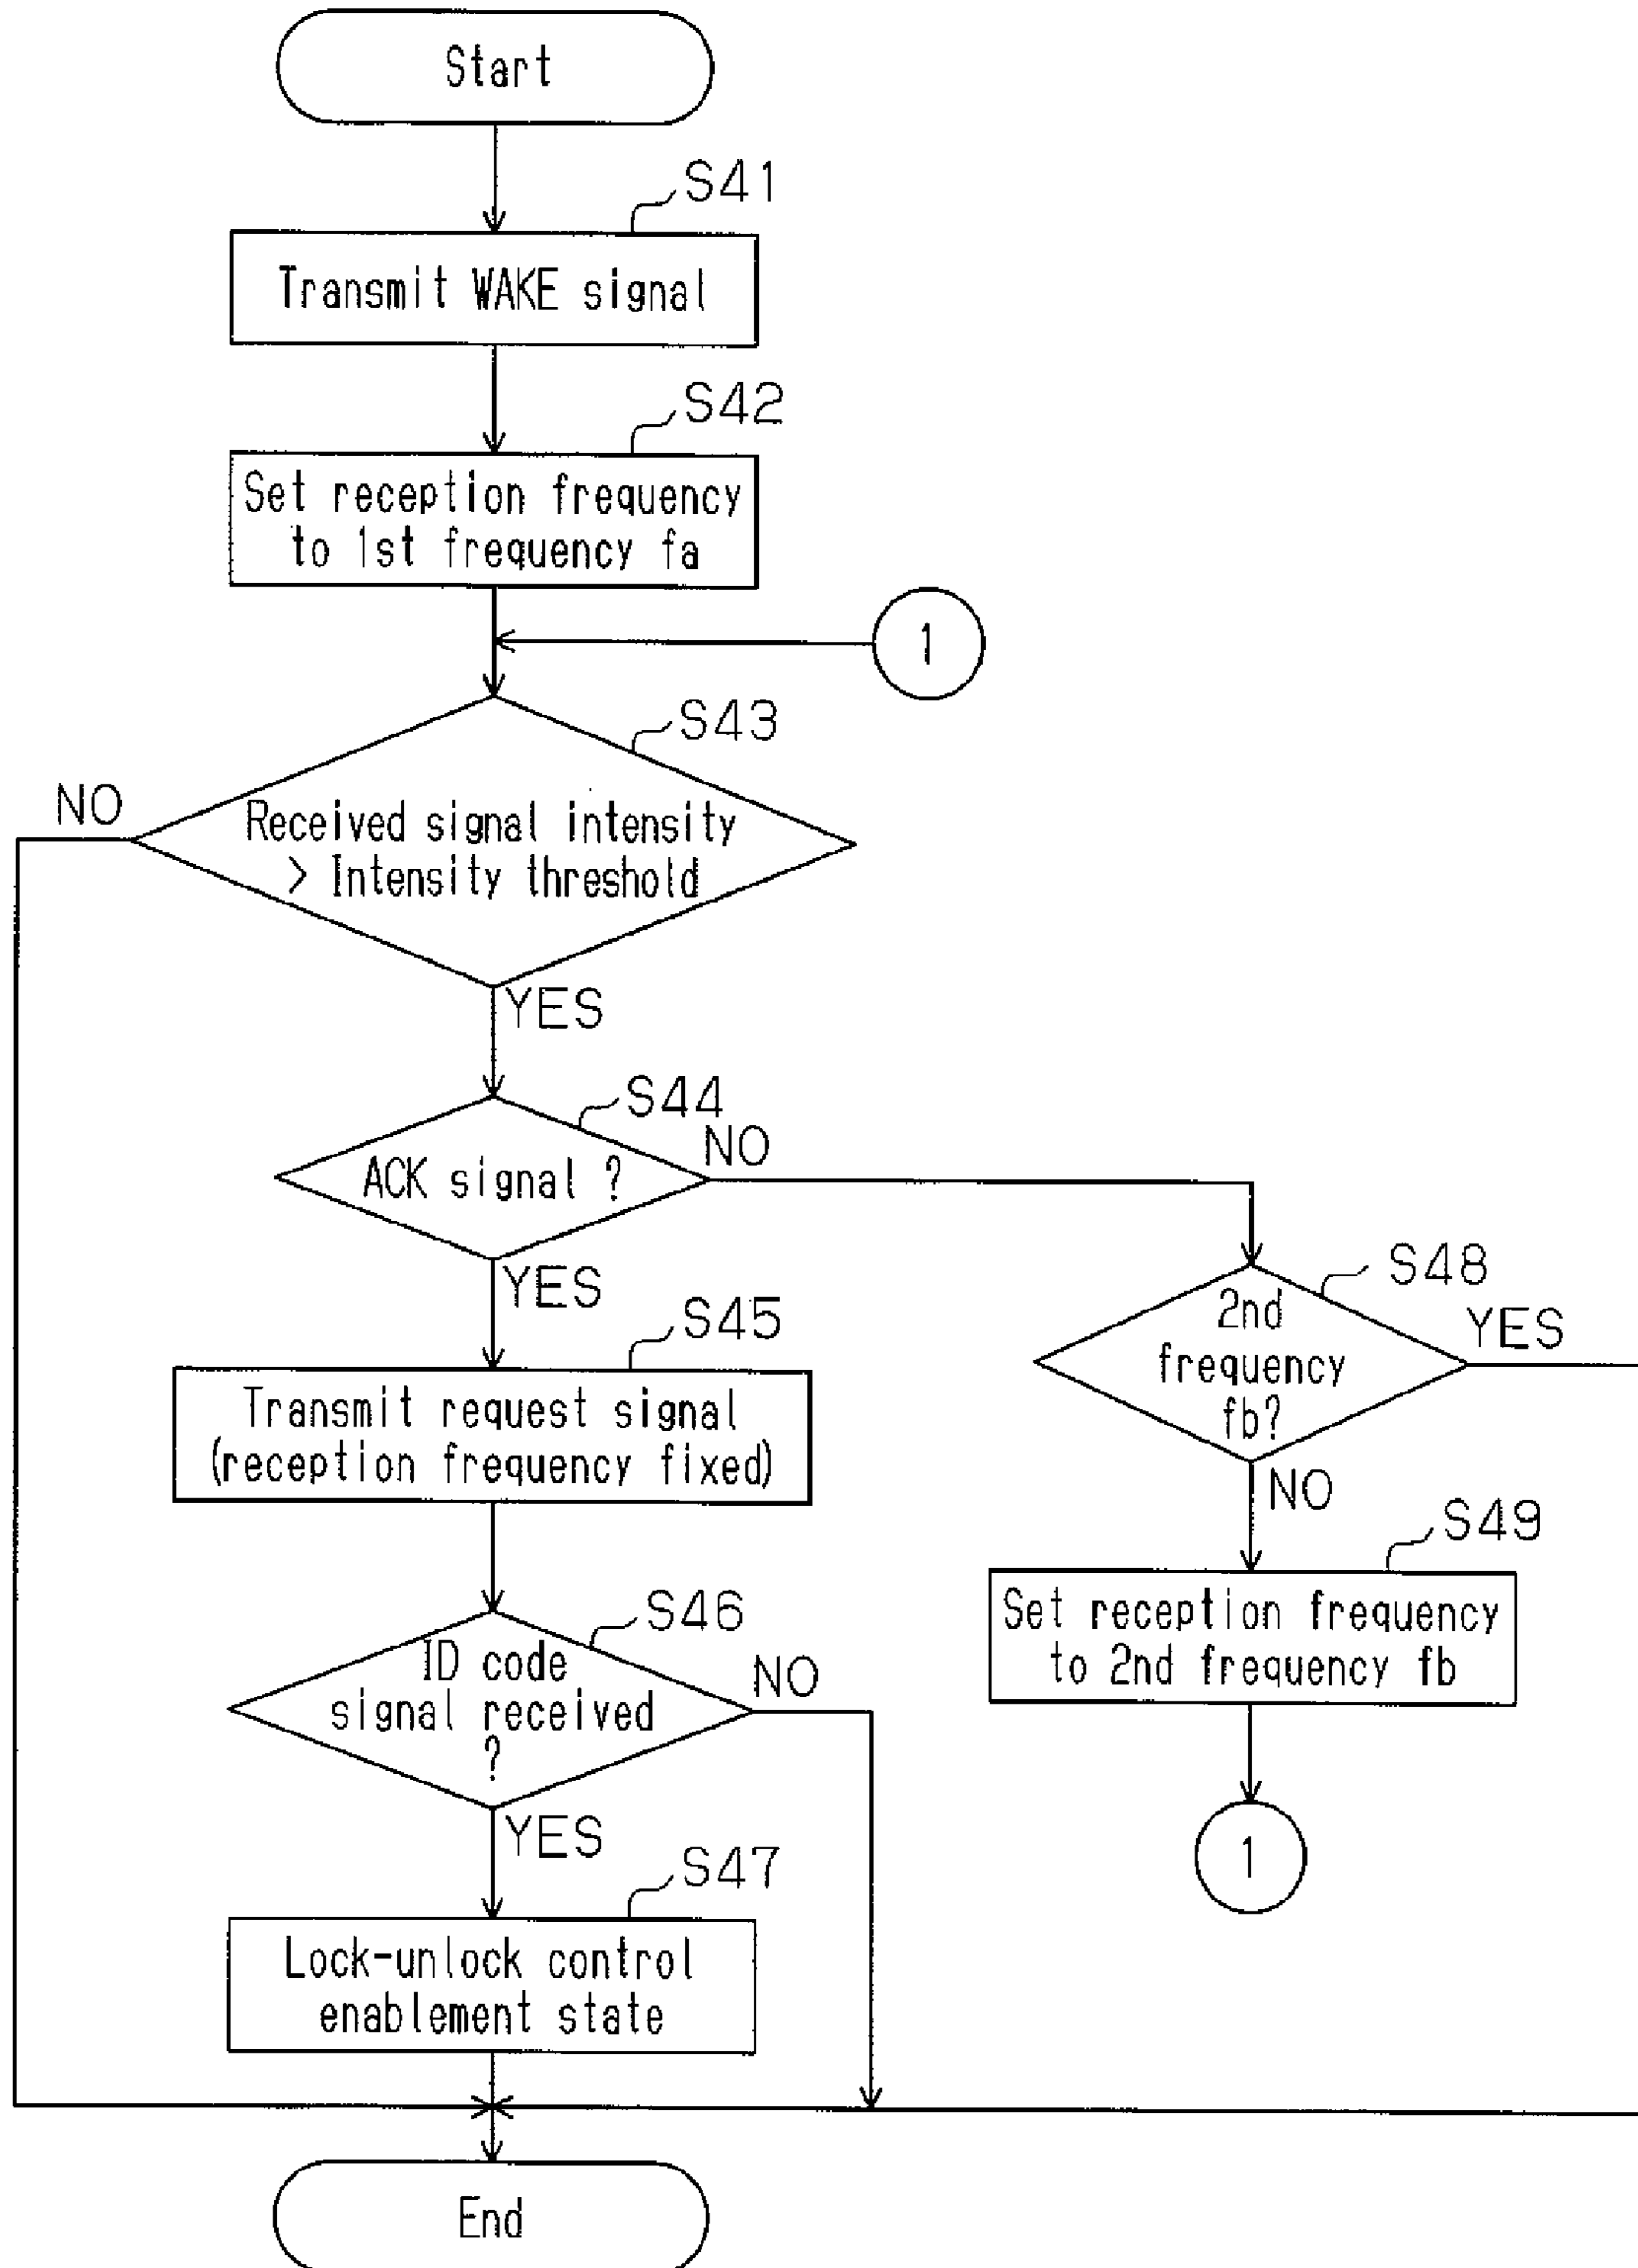 Start
S41
Transmit WAKE signal
S42
Set reception frequency
to 1st frequency fa
1
S43
NO
Received signal intensity
> Intensity threshold
YES
S44
NO
ACK signal ?
YES
S48
2nd
frequency
fb?
YES
NO
S45
Transmit request signal
(reception frequency fixed)
S49
Set reception frequency
to 2nd frequency fb
1
S46
ID code
signal received
?
NO
YES
S47
Lock-unlock control
enablement state
End